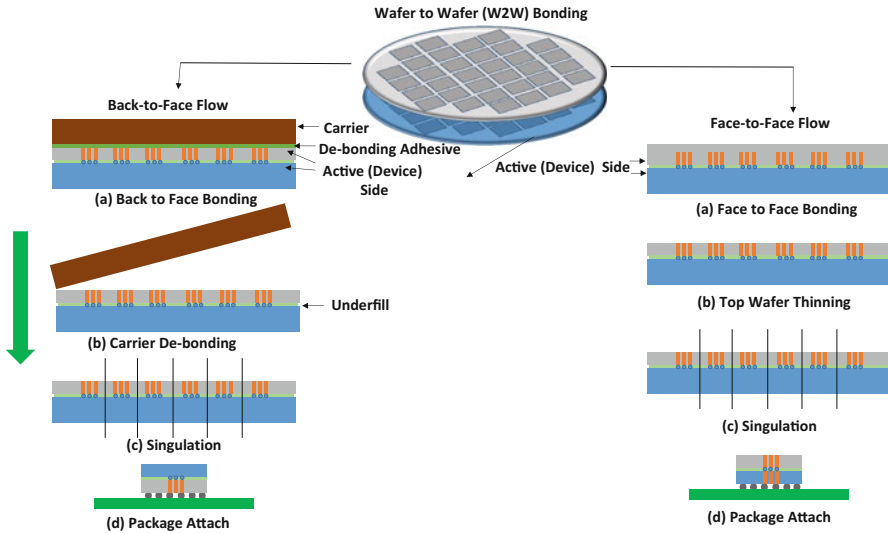 Wafer to Wafer (W2W) Bonding
Back-to-Face Flow
Carrier
De-bonding Adhesive
Active (Device)
Side
(a) Back to Face Bonding
Underfill
(b) Carrier De-bonding
(c) Singulation
(d) Package Attach
Face-to-Face Flow
Active (Device) Side
(a) Face to Face Bonding
(b) Top Wafer Thinning
(c) Singulation
(d) Package Attach